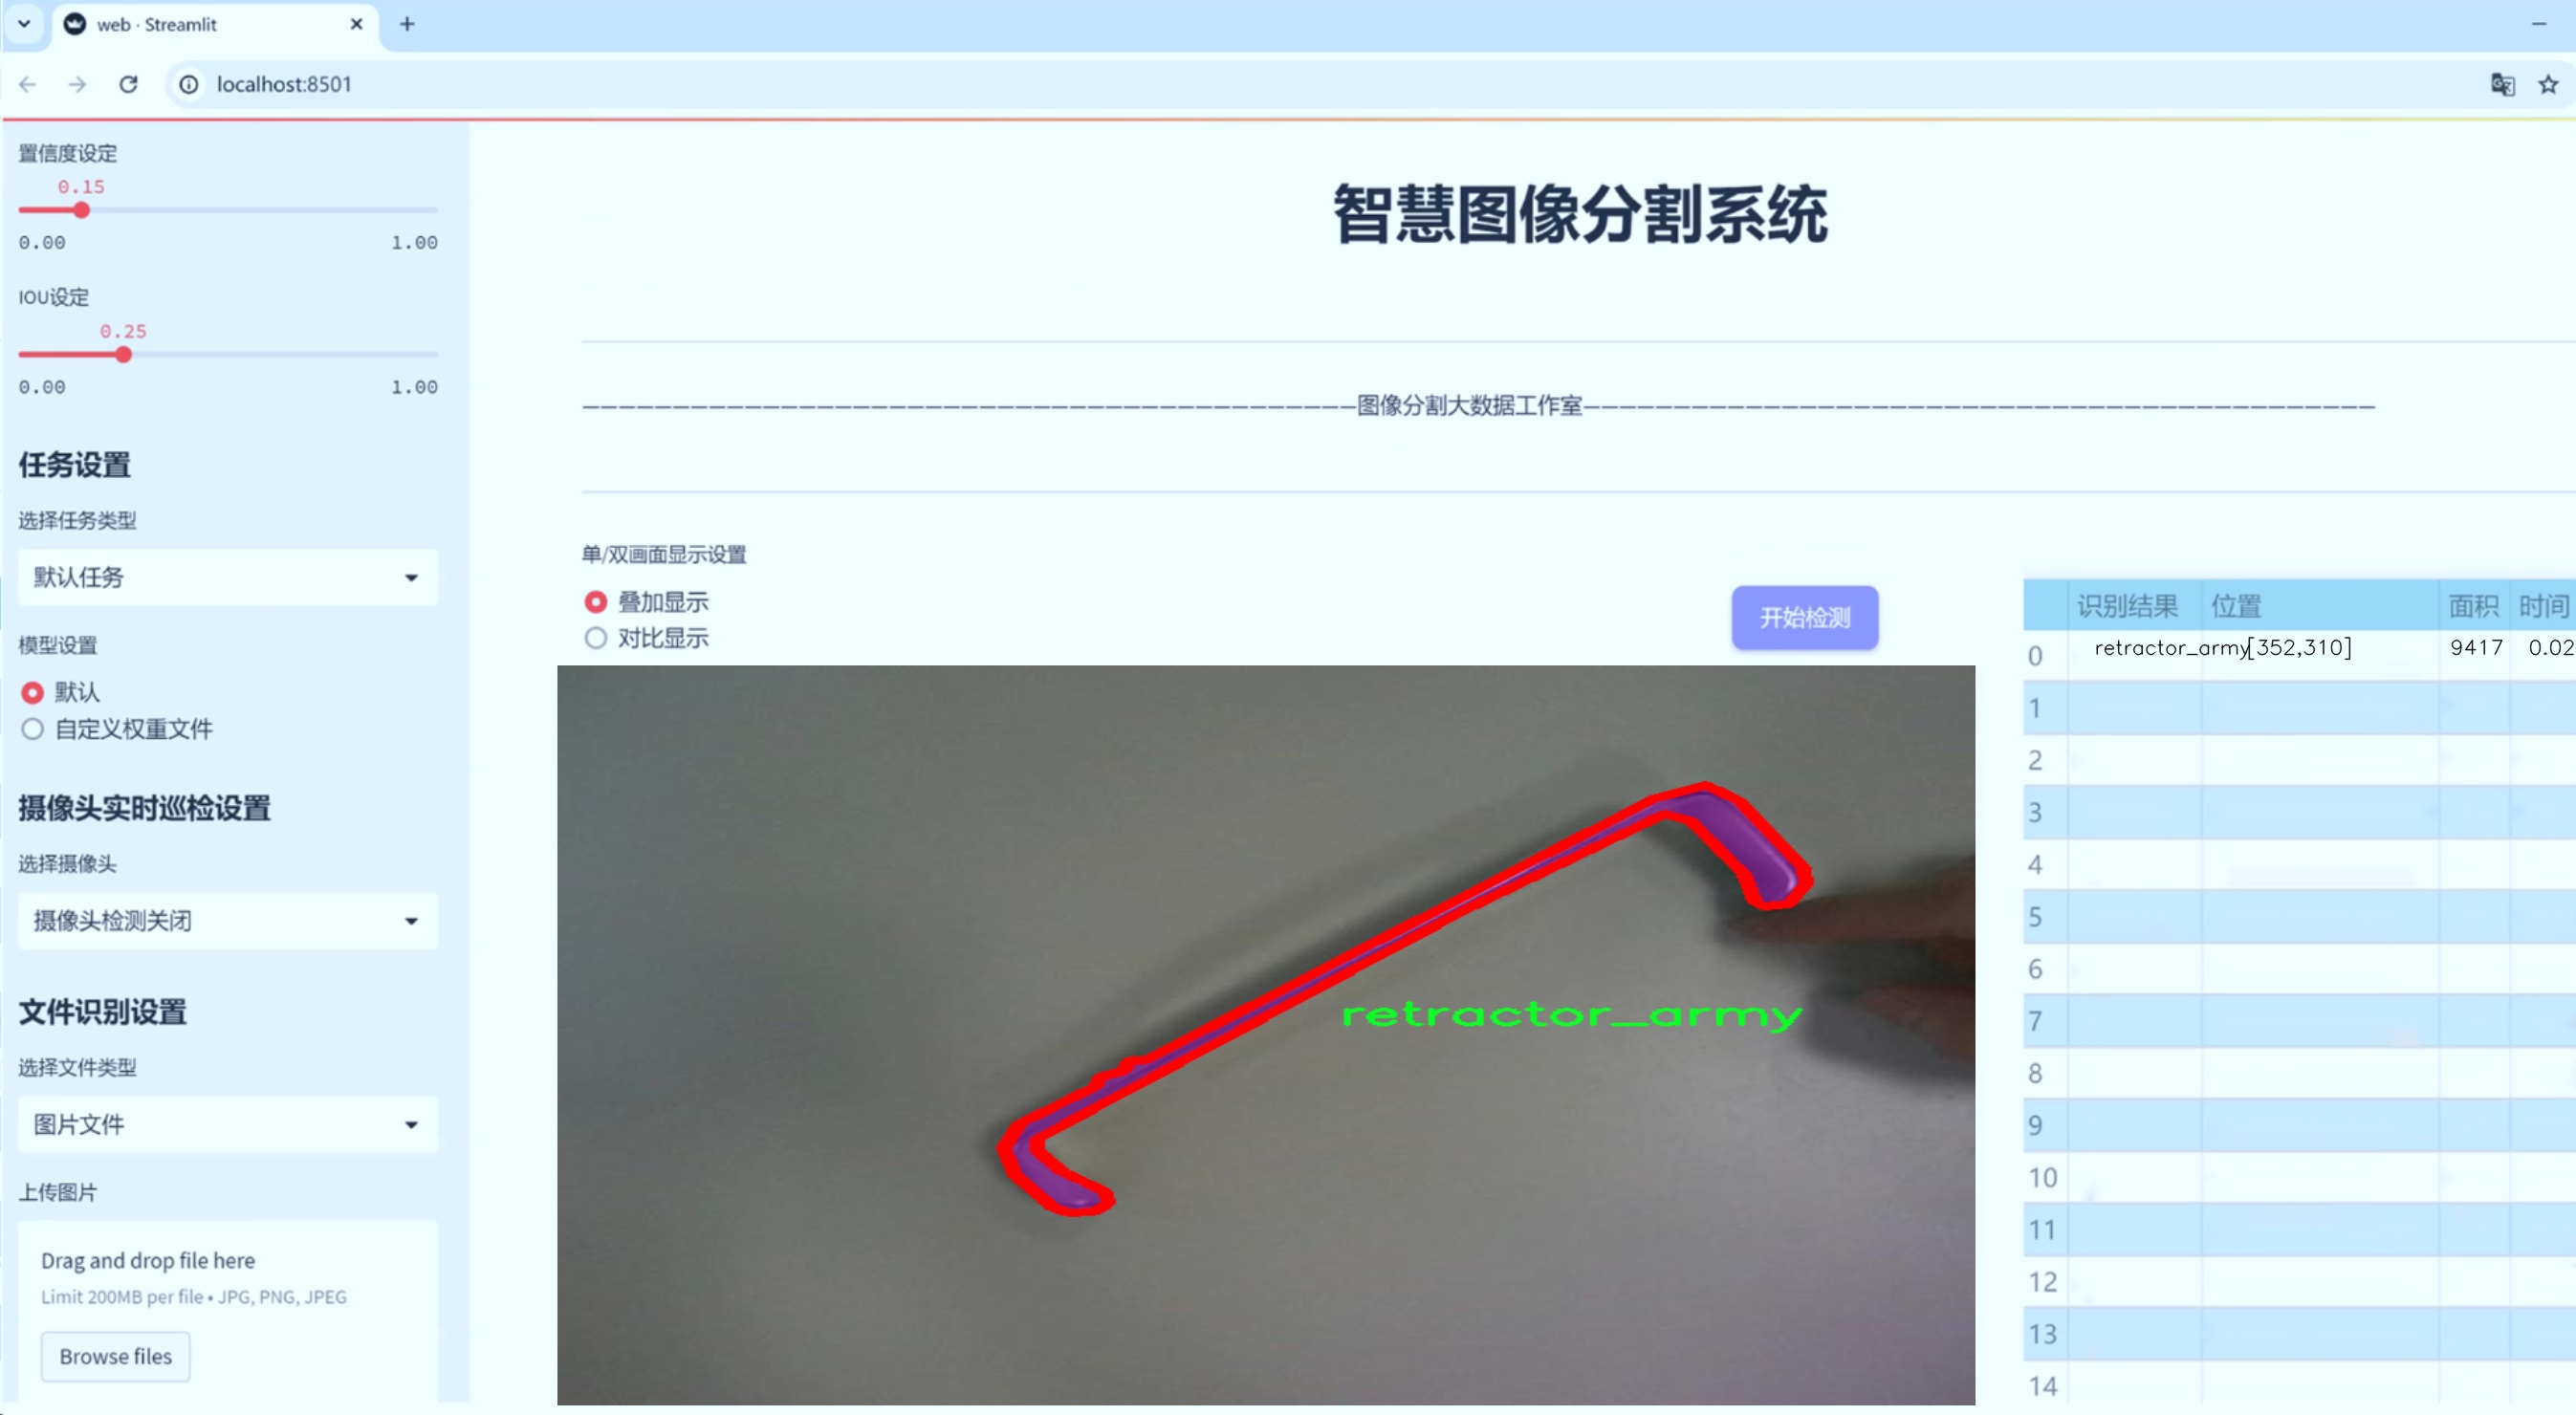 web · Streamlit
localhost:8501
置信度设定
0.15
0.00 1.00
IOU设定
0.25
0.00 1.00
任务设置
选择任务类型
默认任务
模型设置
默认
自定义权重文件
摄像头实时巡检设置
选择摄像头
摄像头检测关闭
文件识别设置
选择文件类型
图片文件
上传图片
Drag and drop file here
Limit 200MB per file • JPG, PNG, JPEG
Browse files
智慧图像分割系统
————————————————————————————————————————————图像分割大数据工作室————————————————————————————————————————————
单/双画面显示设置
叠加显示
对比显示
开始检测
retractor_army
识别结果 位置 面积 时间
0 retractor_army[352,310] 9417 0.02
1
2
3
4
5
6
7
8
9
10
11
12
13
14